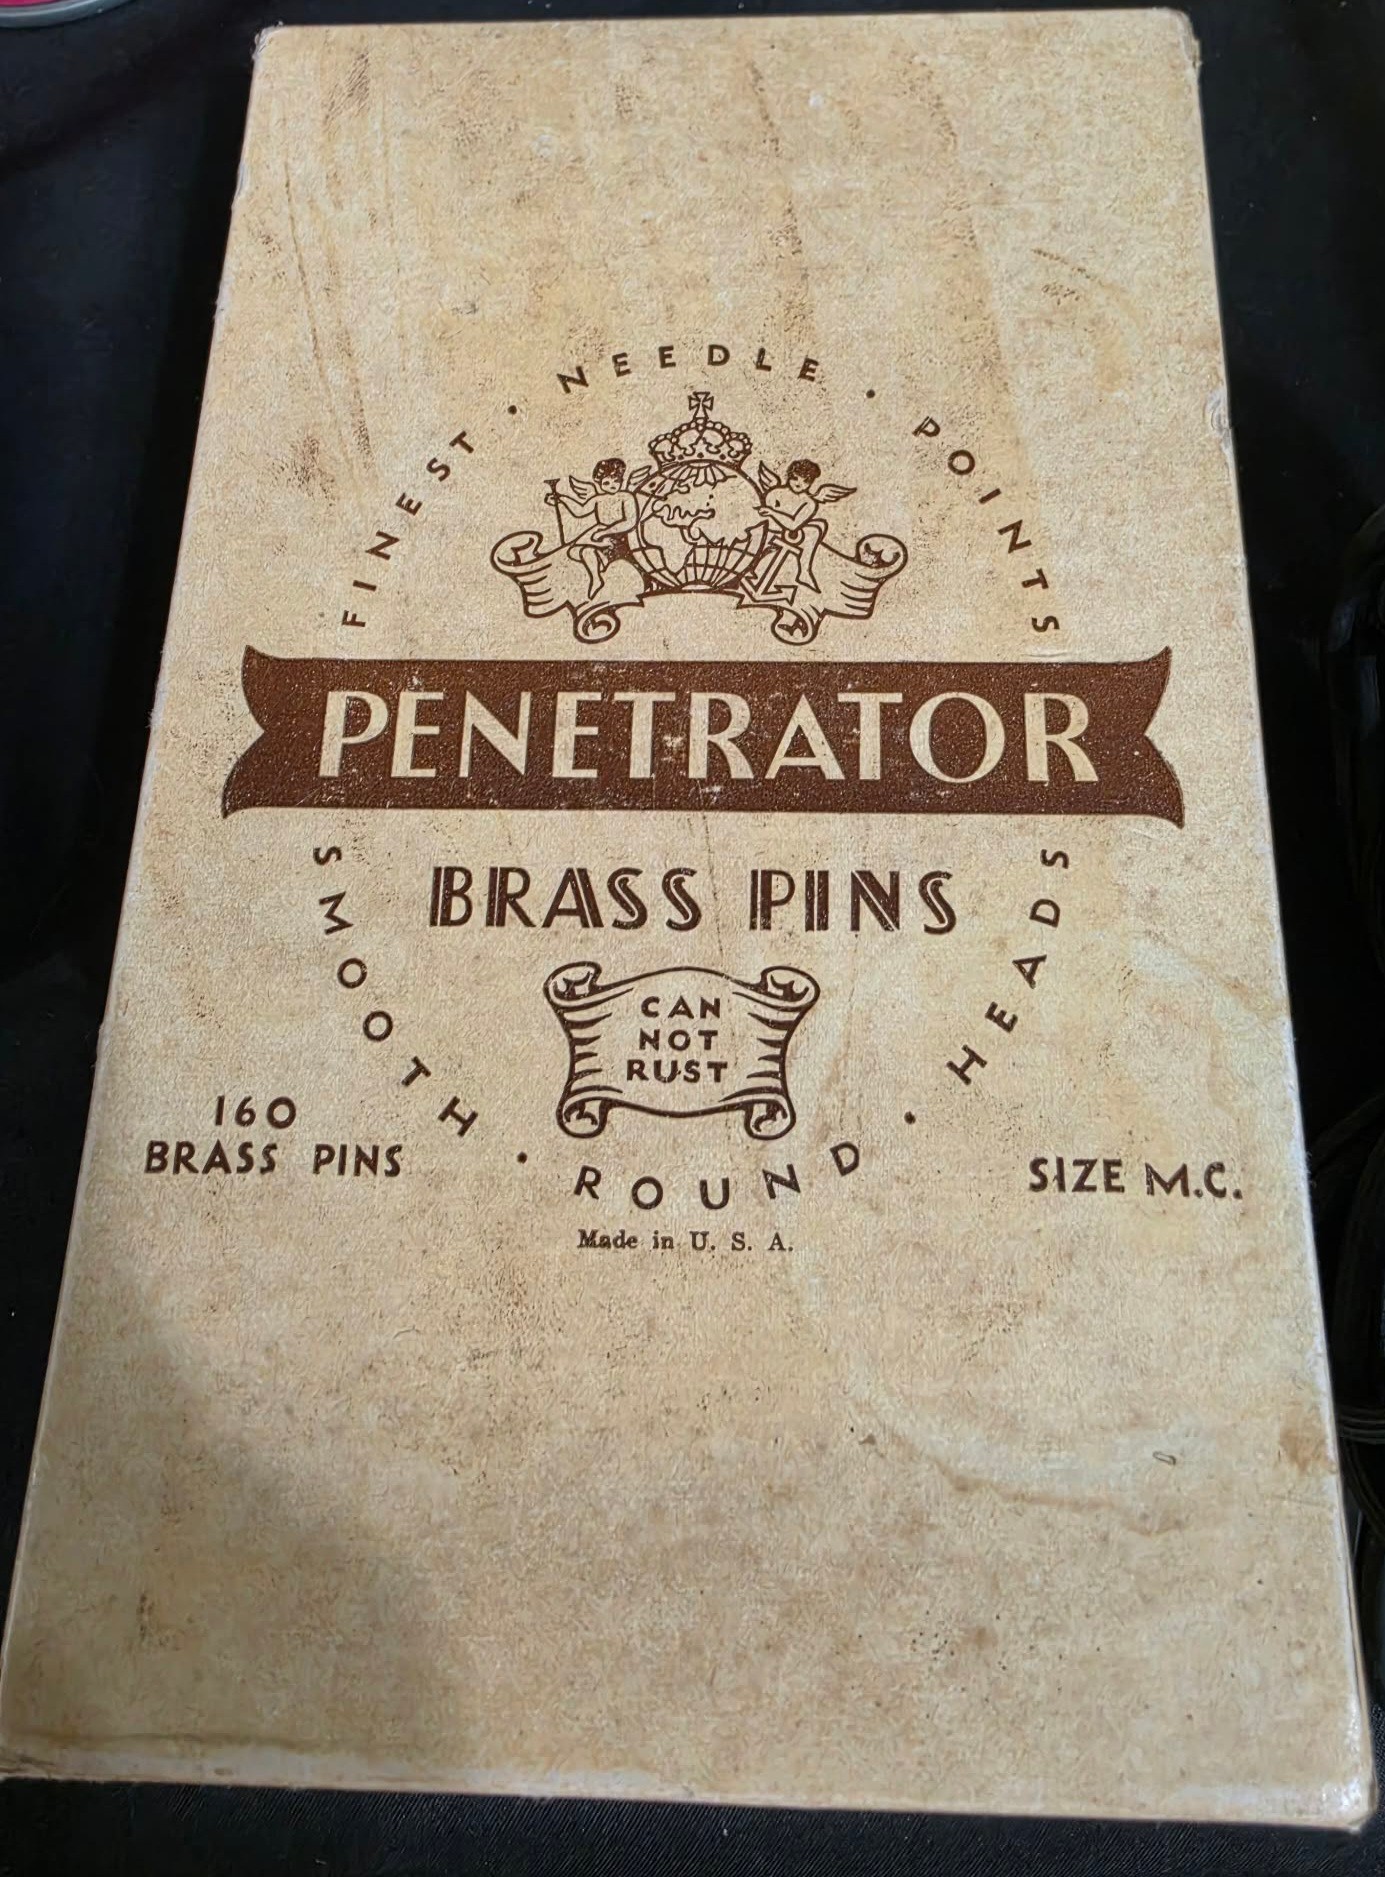 FINEST • NEEDLE • POINTS
PENETRATOR
BRASS PINS
CAN
NOT
RUST
SMOOTH • ROUND • HEADS
160
BRASS PINS
SIZE M.C.
Made in U. S. A.